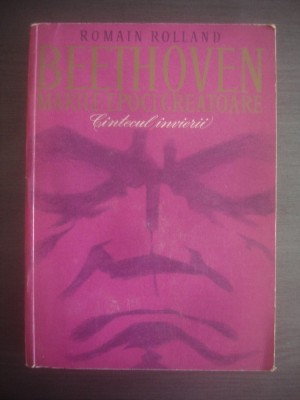 ROMAIN ROLLAND
BEETHOVEN
MARILE EPOCI CREATOARE
Cîntecul învierii